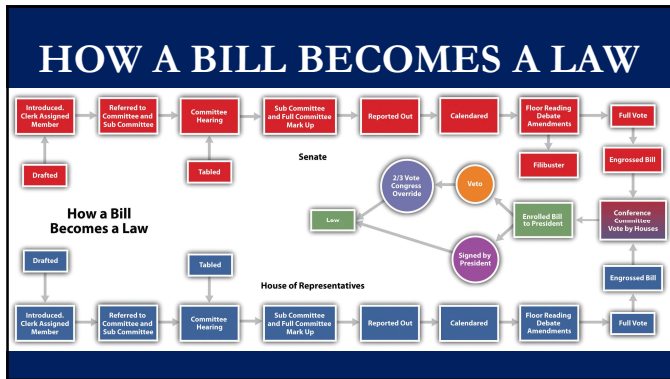 HOW A BILL BECOMES A LAW
Introduced.
Clerk Assigned
Member
Referred to
Committee and
Sub Committee
Committee
Hearing
Sub Committee
and Full Committee
Mark Up
Reported Out
Calendared
Floor Reading
Debate
Amendments
Full Vote
Drafted
Tabled
Senate
Filibuster
Engrossed Bill
2/3 Vote
Congress
Override
Veto
How a Bill
Becomes a Law
Law
Enrolled Bill
to President
Conference
Committee
Vote by Houses
Signed by
President
Drafted
Tabled
House of Representatives
Engrossed Bill
Introduced.
Clerk Assigned
Member
Referred to
Committee and
Sub Committee
Committee
Hearing
Sub Committee
and Full Committee
Mark Up
Reported Out
Calendared
Floor Reading
Debate
Amendments
Full Vote